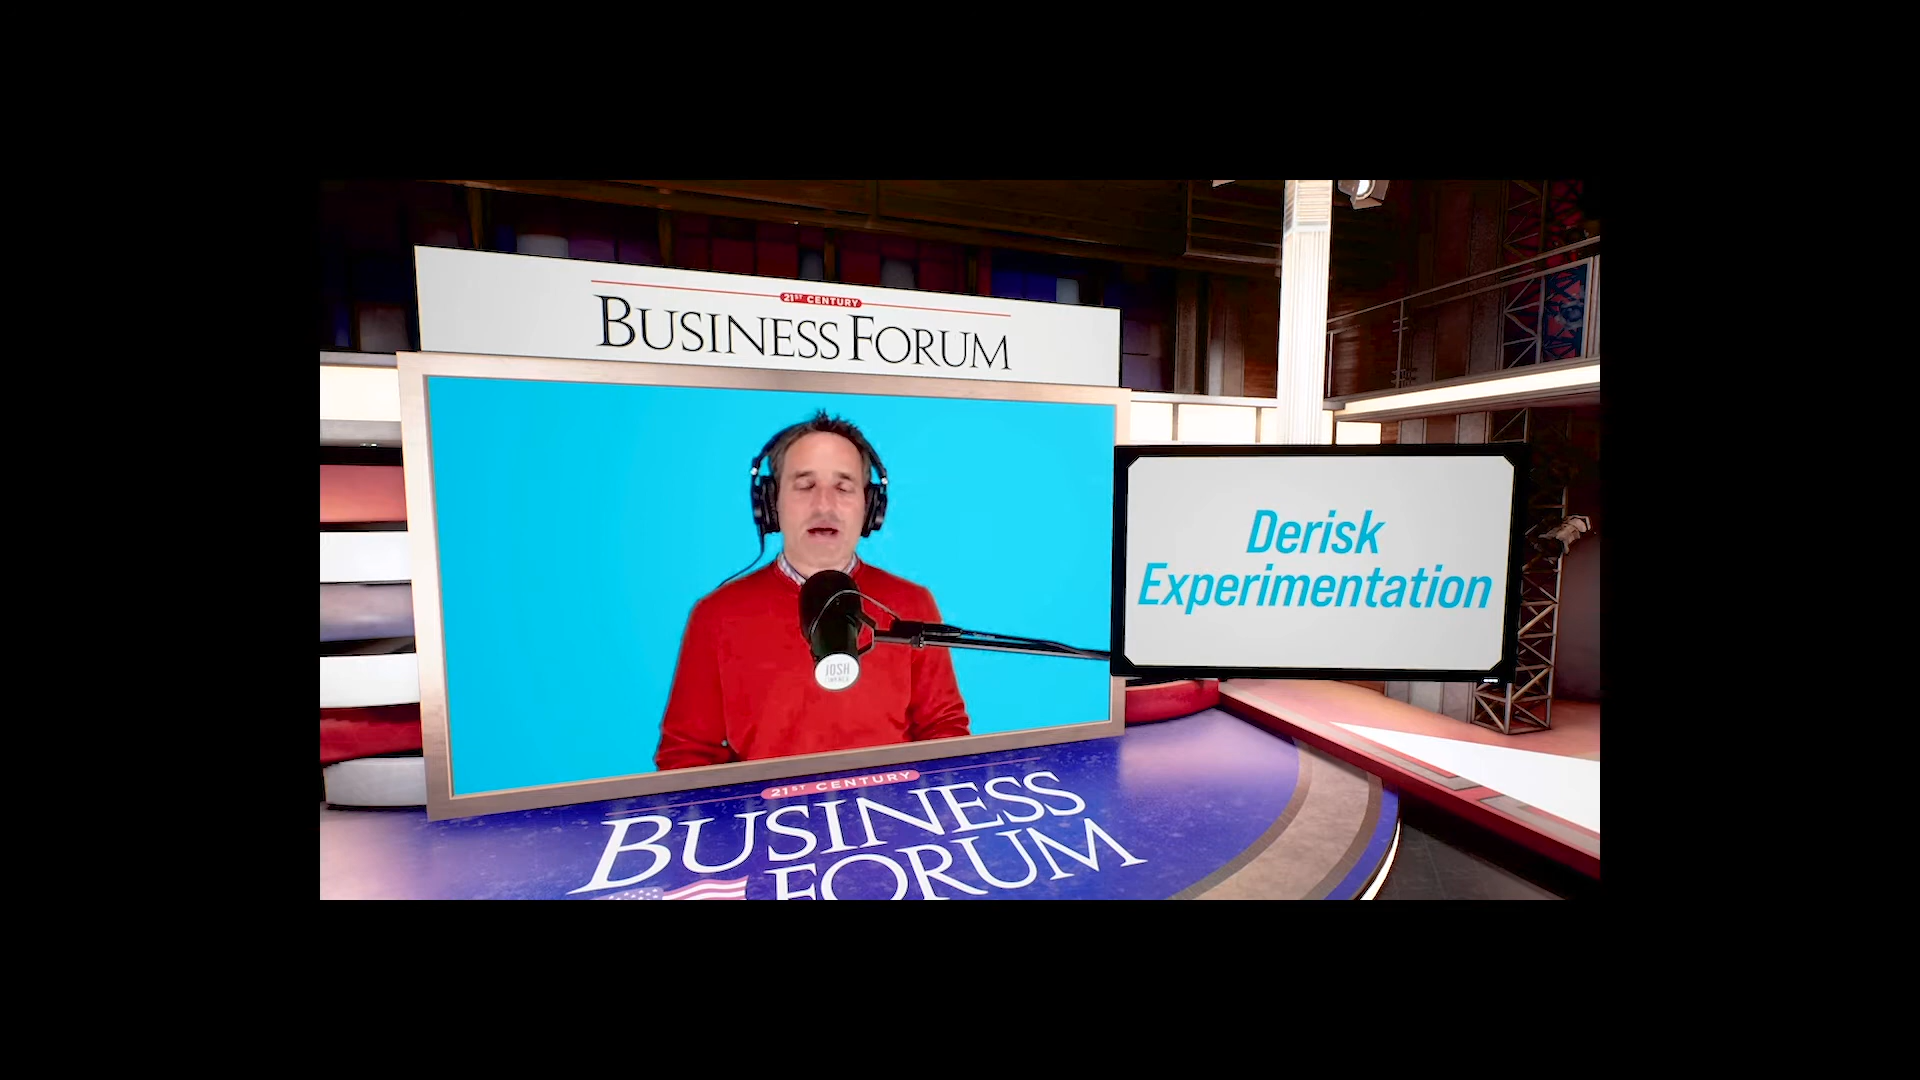 21ST CENTURY
BUSINESS FORUM
Derisk
Experimentation
JOSH
21ST CENTURY
BUSINESS
FORUM